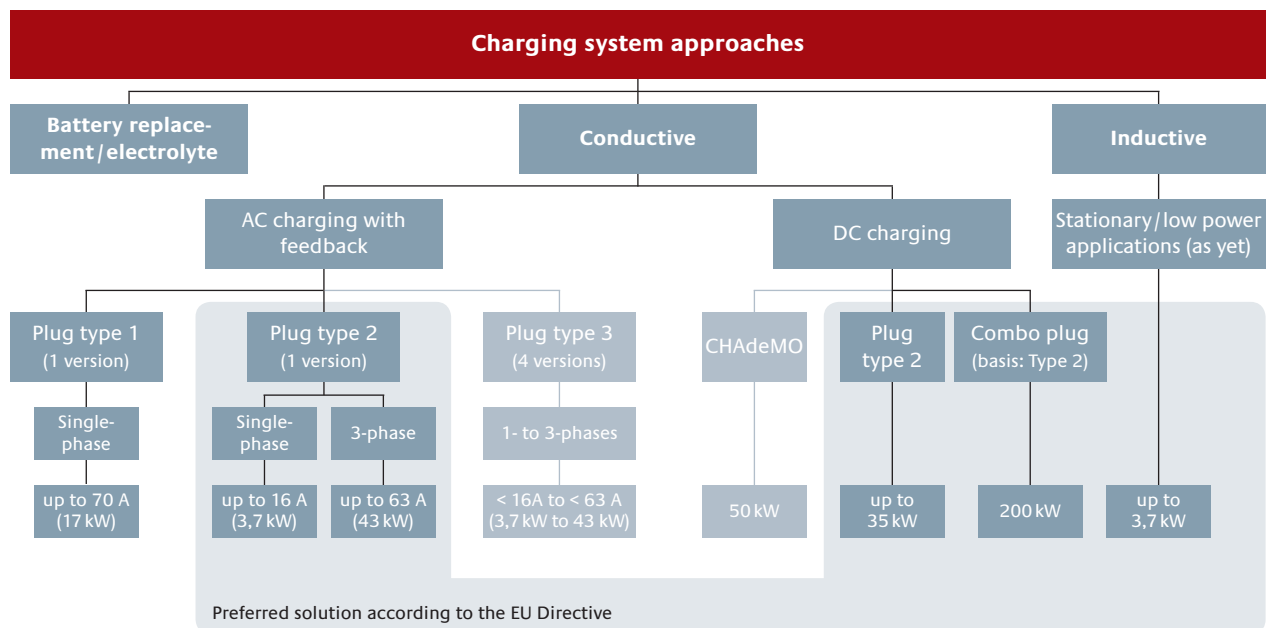 Charging system approaches
Battery replace-
ment / electrolyte
Conductive
Inductive
AC charging with
feedback
DC charging
Stationary / low power
applications (as yet)
Plug type 1
(1 version)
Plug type 2
(1 version)
Plug type 3
(4 versions)
CHAdeMO
Plug
type 2
Combo plug
(basis: Type 2)
Single-
phase
Single-
phase
3-phase
1- to 3-phases
up to 70 A
(17 kW)
up to 16 A
(3,7 kW)
up to 63 A
(43 kW)
< 16A to < 63 A
(3,7 kW to 43 kW)
50 kW
up to
35 kW
200 kW
up to
3,7 kW
Preferred solution according to the EU Directive